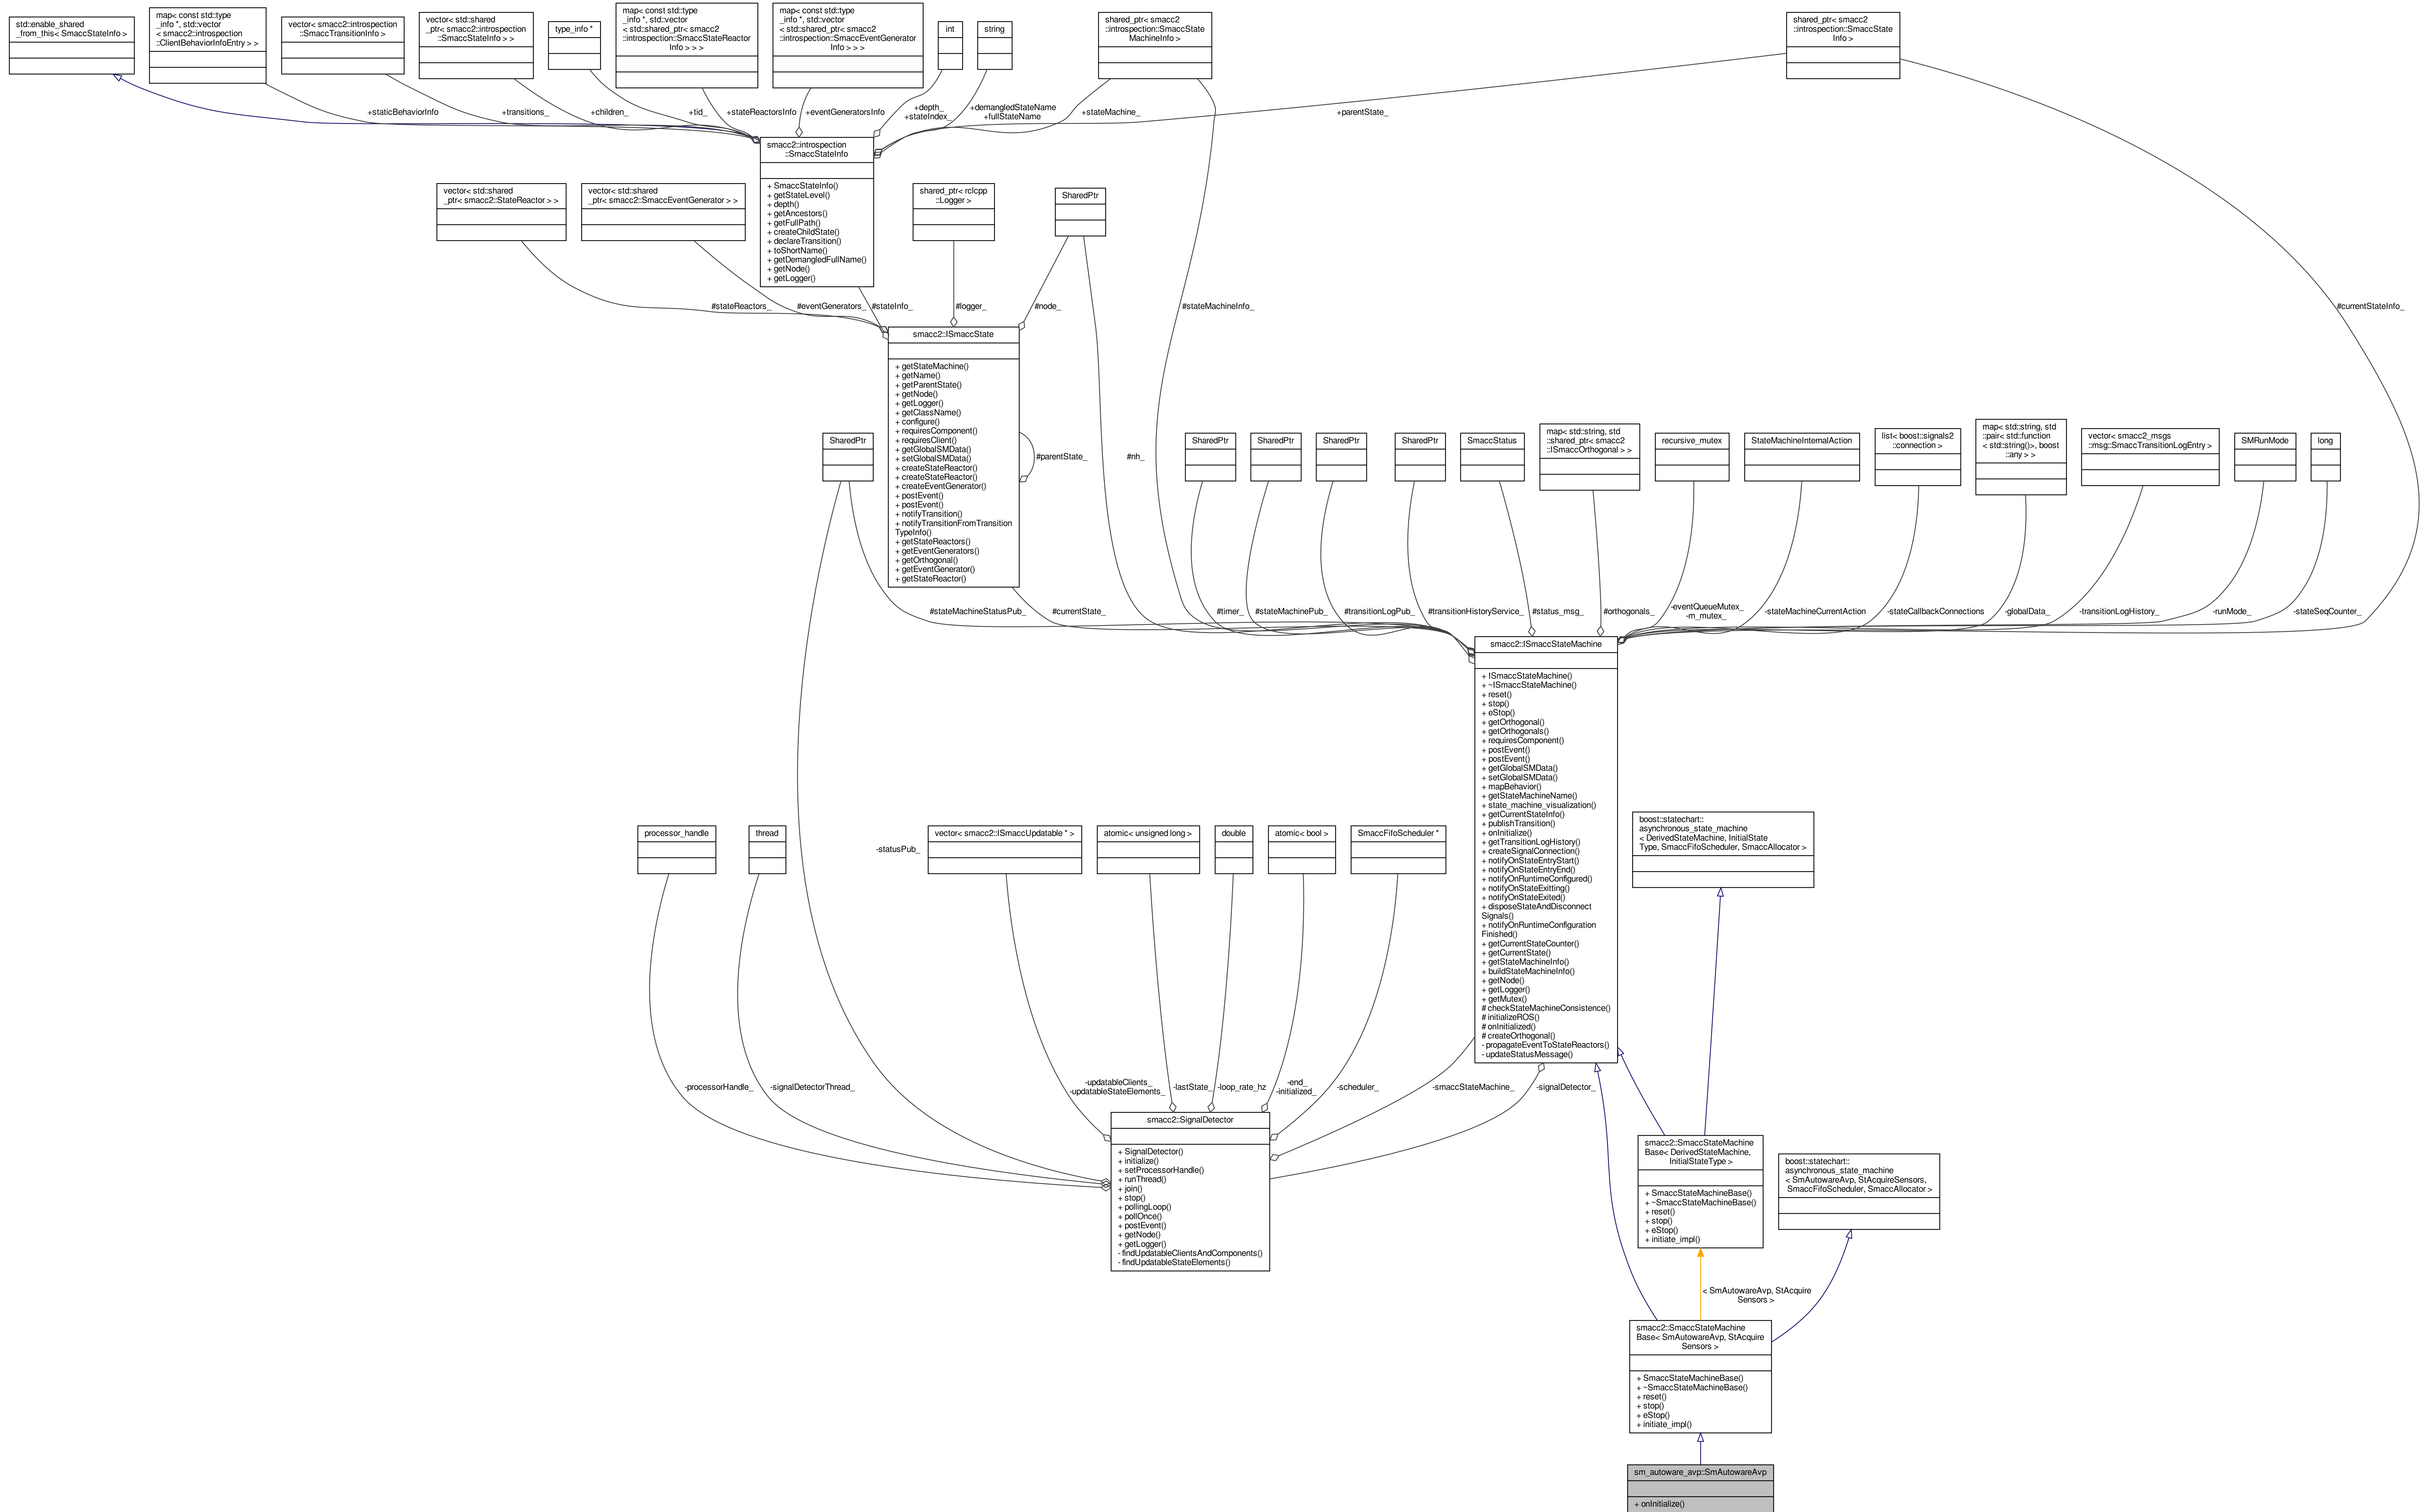 std::enable_shared
_from_this< SmaccStateInfo >
map< const std::type
_info *, std::vector
< smacc2::introspection
::ClientBehaviorInfoEntry > >
vector< smacc2::introspection
::SmaccTransitionInfo >
vector< std::shared
_ptr< smacc2::introspection
::SmaccStateInfo > >
type_info *
map< const std::type
_info *, std::vector
< std::shared_ptr< smacc2
::introspection::SmaccStateReactor
Info > > >
map< const std::type
_info *, std::vector
< std::shared_ptr< smacc2
::introspection::SmaccEventGenerator
Info > > >
int
string
shared_ptr< smacc2
::introspection::SmaccState
MachineInfo >
shared_ptr< smacc2
::introspection::SmaccState
Info >
+staticBehaviorInfo
+transitions_
+children_
+tid_
+stateReactorsInfo
+eventGeneratorsInfo
+depth_
+stateIndex_
+demangledStateName
+fullStateName
+stateMachine_
+parentState_
smacc2::introspection
::SmaccStateInfo
+ SmaccStateInfo()
+ getStateLevel()
+ depth()
+ getAncestors()
+ getFullPath()
+ createChildState()
+ declareTransition()
+ toShortName()
+ getDemangledFullName()
+ getNode()
+ getLogger()
vector< std::shared
_ptr< smacc2::StateReactor > >
vector< std::shared
_ptr< smacc2::SmaccEventGenerator > >
shared_ptr< rclcpp
::Logger >
SharedPtr
#stateReactors_
#eventGenerators_
#stateInfo_
#logger_
#node_
#stateMachineInfo_
#currentStateInfo_
smacc2::ISmaccState
+ getStateMachine()
+ getName()
+ getParentState()
+ getNode()
+ getLogger()
+ getClassName()
+ configure()
+ requiresComponent()
+ requiresClient()
+ getGlobalSMData()
+ setGlobalSMData()
+ createStateReactor()
+ createStateReactor()
+ createEventGenerator()
+ postEvent()
+ postEvent()
+ notifyTransition()
+ notifyTransitionFromTransition
TypeInfo()
+ getStateReactors()
+ getEventGenerators()
+ getOrthogonal()
+ getEventGenerator()
+ getStateReactor()
#parentState_
#nh_
SharedPtr
SharedPtr
SharedPtr
SharedPtr
SharedPtr
SmaccStatus
map< std::string, std
::shared_ptr< smacc2
::ISmaccOrthogonal > >
recursive_mutex
StateMachineInternalAction
list< boost::signals2
::connection >
map< std::string, std
::pair< std::function
< std::string()>, boost
::any > >
vector< smacc2_msgs
::msg::SmaccTransitionLogEntry >
SMRunMode
long
#stateMachineStatusPub_
#currentState_
#timer_
#stateMachinePub_
#transitionLogPub_
#transitionHistoryService_
#status_msg_
#orthogonals_
-eventQueueMutex_
-m_mutex_
-stateMachineCurrentAction
-stateCallbackConnections
-globalData_
-transitionLogHistory_
-runMode_
-stateSeqCounter_
smacc2::ISmaccStateMachine
+ ISmaccStateMachine()
+ ~ISmaccStateMachine()
+ reset()
+ stop()
+ eStop()
+ getOrthogonal()
+ getOrthogonals()
+ requiresComponent()
+ postEvent()
+ postEvent()
+ getGlobalSMData()
+ setGlobalSMData()
+ mapBehavior()
+ getStateMachineName()
+ state_machine_visualization()
+ getCurrentStateInfo()
+ publishTransition()
+ onInitialize()
+ getTransitionLogHistory()
+ createSignalConnection()
+ notifyOnStateEntryStart()
+ notifyOnStateEntryEnd()
+ notifyOnRuntimeConfigured()
+ notifyOnStateExitting()
+ notifyOnStateExited()
+ disposeStateAndDisconnect
Signals()
+ notifyOnRuntimeConfiguration
Finished()
+ getCurrentStateCounter()
+ getCurrentState()
+ getStateMachineInfo()
+ buildStateMachineInfo()
+ getNode()
+ getLogger()
+ getMutex()
# checkStateMachineConsistence()
# initializeROS()
# onInitialized()
# createOrthogonal()
- propagateEventToStateReactors()
- updateStatusMessage()
processor_handle
thread
-statusPub_
vector< smacc2::ISmaccUpdatable * >
atomic< unsigned long >
double
atomic< bool >
SmaccFifoScheduler *
boost::statechart::
asynchronous_state_machine
< DerivedStateMachine, InitialState
Type, SmaccFifoScheduler, SmaccAllocator >
-processorHandle_
-signalDetectorThread_
-updatableClients_
-updatableStateElements_
-lastState_
-loop_rate_hz
-end_
-initialized_
-scheduler_
-smaccStateMachine_
-signalDetector_
smacc2::SignalDetector
+ SignalDetector()
+ initialize()
+ setProcessorHandle()
+ runThread()
+ join()
+ stop()
+ pollingLoop()
+ pollOnce()
+ postEvent()
+ getNode()
+ getLogger()
- findUpdatableClientsAndComponents()
- findUpdatableStateElements()
smacc2::SmaccStateMachine
Base< DerivedStateMachine,
InitialStateType >
+ SmaccStateMachineBase()
+ ~SmaccStateMachineBase()
+ reset()
+ stop()
+ eStop()
+ initiate_impl()
boost::statechart::
asynchronous_state_machine
< SmAutowareAvp, StAcquireSensors,
SmaccFifoScheduler, SmaccAllocator >
< SmAutowareAvp, StAcquire
Sensors >
smacc2::SmaccStateMachine
Base< SmAutowareAvp, StAcquire
Sensors >
+ SmaccStateMachineBase()
+ ~SmaccStateMachineBase()
+ reset()
+ stop()
+ eStop()
+ initiate_impl()
sm_autoware_avp::SmAutowareAvp
+ onInitialize()